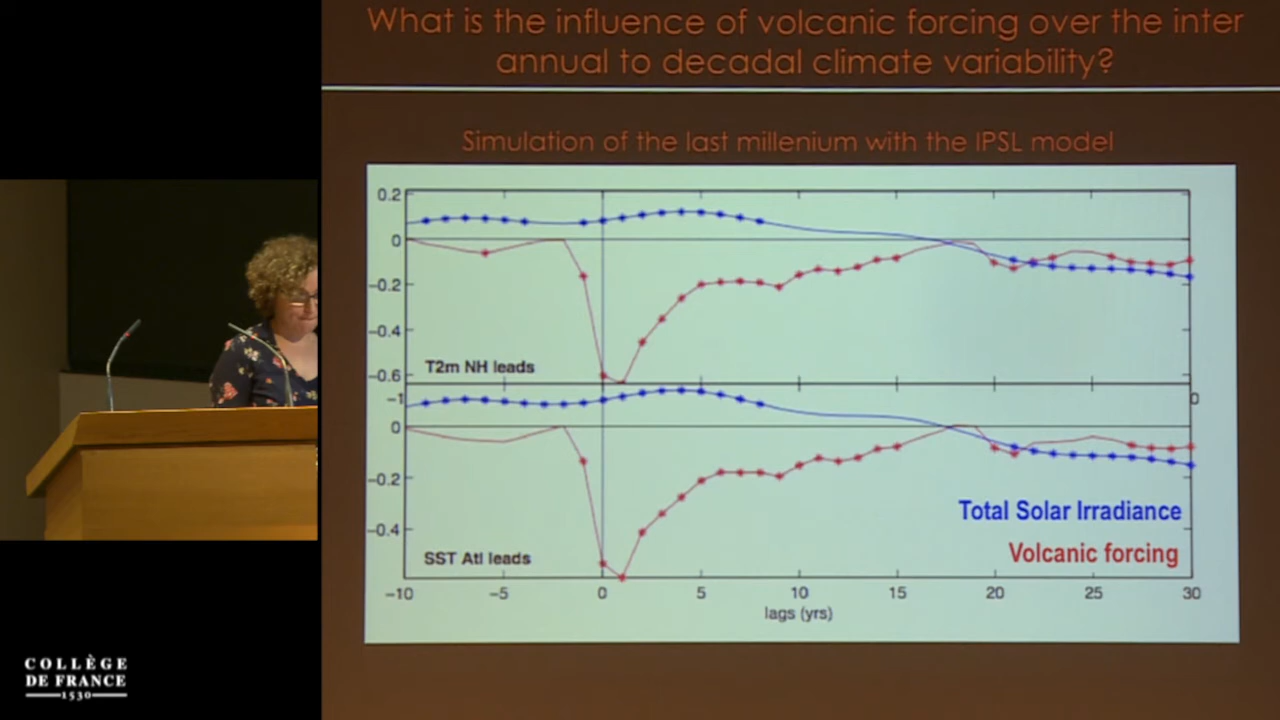 What is the influence of volcanic forcing over the inter
annual to decadal climate variability?
Simulation of the last millenium with the IPSL model
0.2
0
−0.2
−0.4
−0.6
T2m NH leads
−1
0
0
−0.2
−0.4
SST Atl leads
Total Solar Irradiance
Volcanic forcing
−10 −5 0 5 10 15 20 25 30
lags (yrs)
COLLÈGE
DE FRANCE
1530